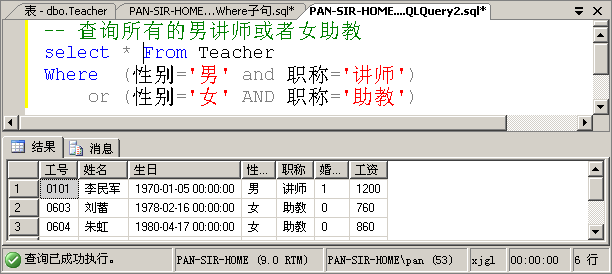 表 - dbo.Teacher PAN-SIR-HOME....Where子句.sql* PAN-SIR-HOME....QLQuery2.sql*
-- 查询所有的男讲师或者女助教
select * From Teacher
Where (性别='男' and 职称='讲师')
or (性别='女' AND 职称='助教')
结果 消息
工号 姓名 生日 性... 职称 婚... 工资
1 0101 李民军 1970-01-05 00:00:00 男 讲师 1 1200
2 0603 刘蕾 1978-02-16 00:00:00 女 助教 0 760
3 0604 朱虹 1980-04-17 00:00:00 女 助教 0 860
查询已成功执行。 PAN-SIR-HOME (9.0 RTM) PAN-SIR-HOME\pan (53) xjgl 00:00:00 6 行